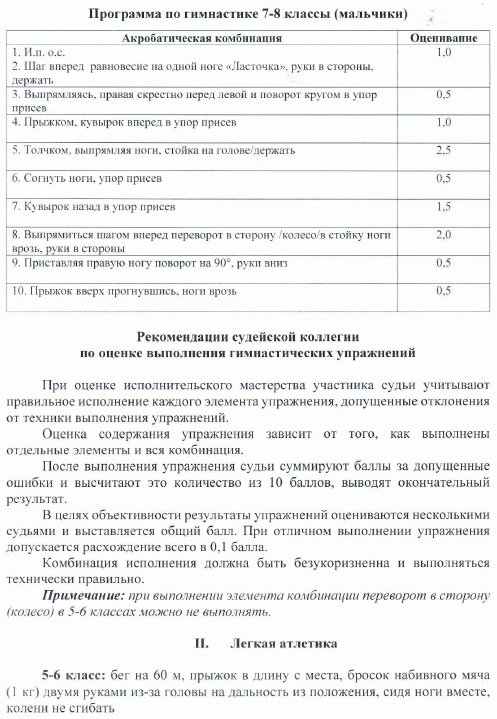 Программа по гимнастике 7-8 классы (мальчики)
Акробатическая комбинация Оценивание
1. И.п. о.с. 1,0
2. Шаг вперед равновесие на одной ноге «Ласточка», руки в стороны,
держать
3. Выпрямляясь, правая скрестно перед левой и поворот кругом в упор 0,5
присев
4. Прыжком, кувырок вперед в упор присев 1,0
5. Толчком, выпрямляя ноги, стойка на голове/держать 2,5
6. Согнуть ноги, упор присев 0,5
7. Кувырок назад в упор присев 1,5
8. Выпрямиться шагом вперед переворот в сторону /колесо/в стойку ноги 2,0
врозь, руки в стороны
9. Приставляя правую ногу поворот на 90°, руки вниз 0,5
10. Прыжок вверх прогнувшись, ноги врозь 0,5
Рекомендации судейской коллегии
по оценке выполнения гимнастических упражнений
При оценке исполнительского мастерства участника судьи учитывают
правильное исполнение каждого элемента упражнения, допущенные отклонения
от техники выполнения упражнений.
Оценка содержания упражнения зависит от того, как выполнены
отдельные элементы и вся комбинация.
После выполнения упражнения судьи суммируют баллы за допущенные
ошибки и высчитают это количество из 10 баллов, выводят окончательный
результат.
В целях объективности результаты упражнений оцениваются несколькими
судьями и выставляется общий балл. При отличном выполнении упражнения
допускается расхождение всего в 0,1 балла.
Комбинация исполнения должна быть безукоризненна и выполняться
технически правильно.
Примечание: при выполнении элемента комбинации переворот в сторону
(колесо) в 5-6 классах можно не выполнять.
II. Легкая атлетика
5-6 класс: бег на 60 м, прыжок в длину с места, бросок набивного мяча
(1 кг) двумя руками из-за головы на дальность из положения, сидя ноги вместе,
колени не сгибать